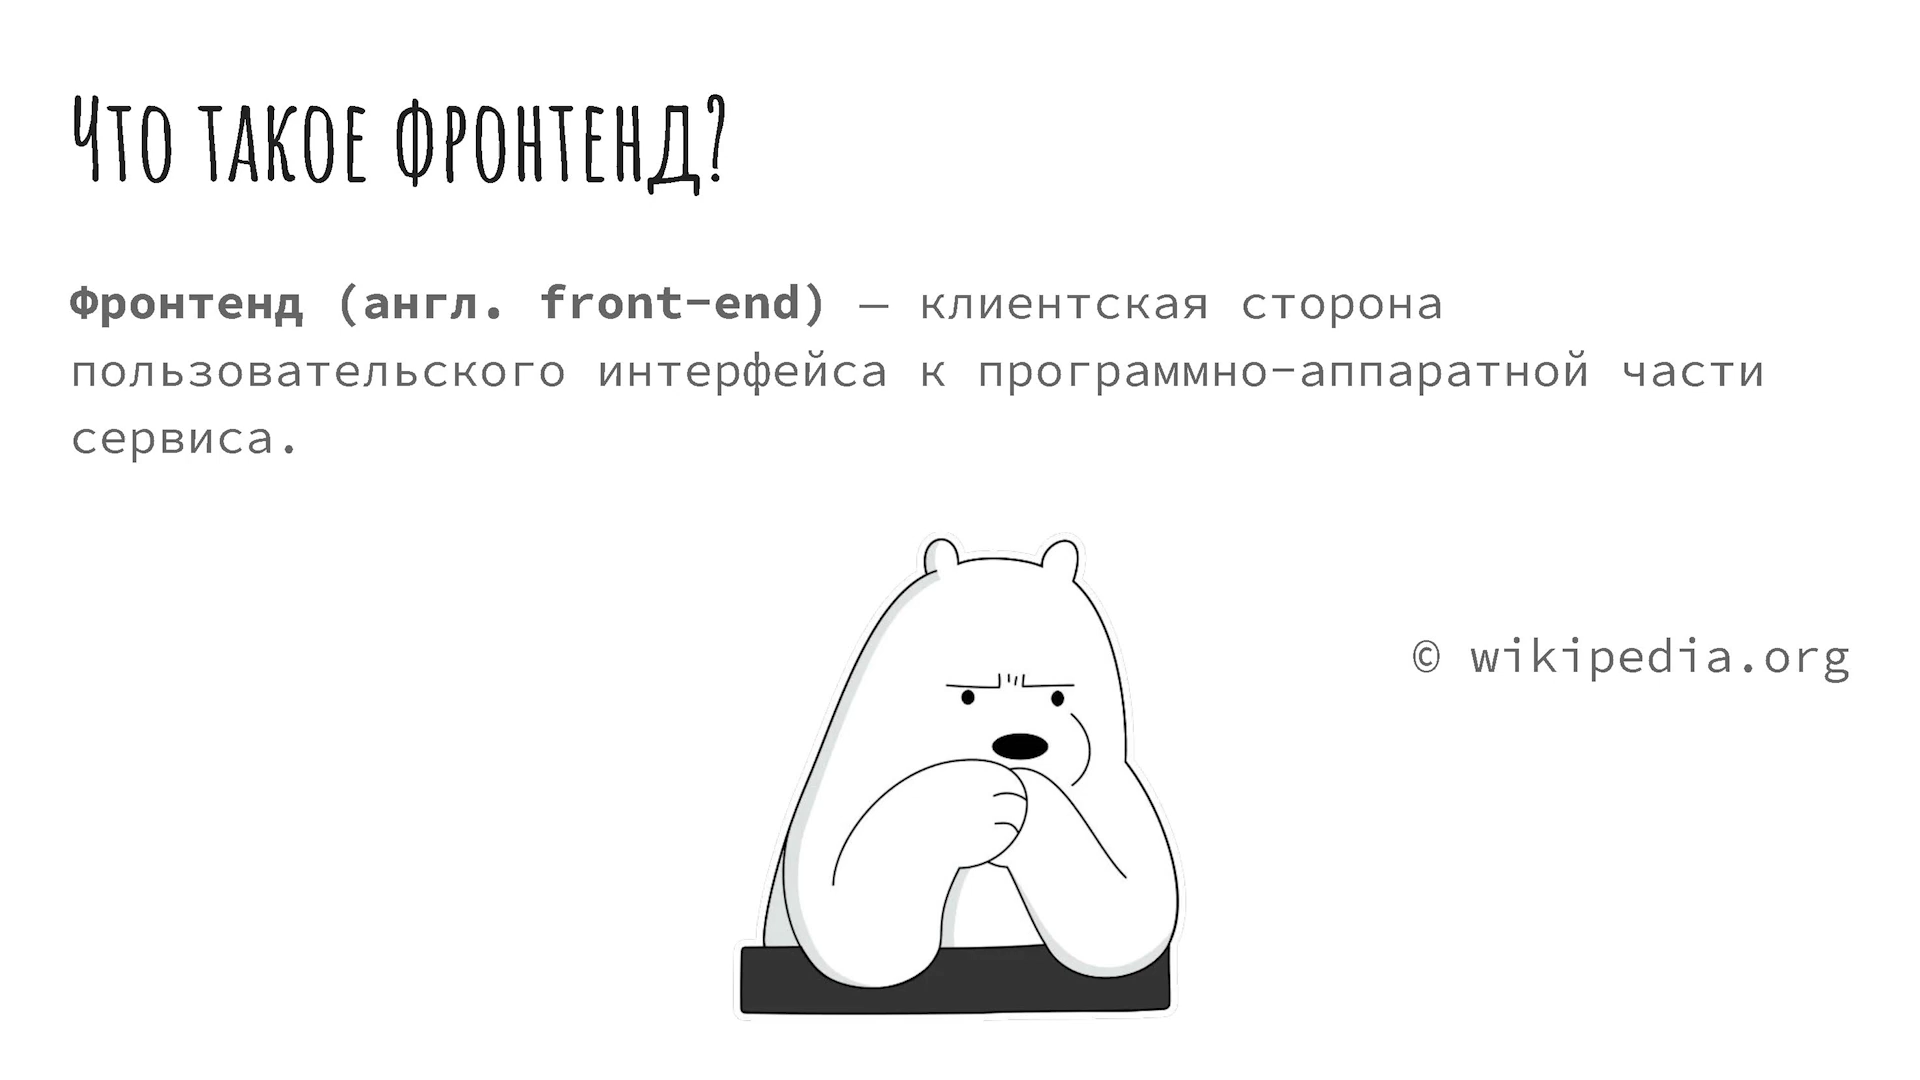 Что такое фронтенд?
Фронтенд (англ. front-end) — клиентская сторона
пользовательского интерфейса к программно-аппаратной части
сервиса.
© wikipedia.org